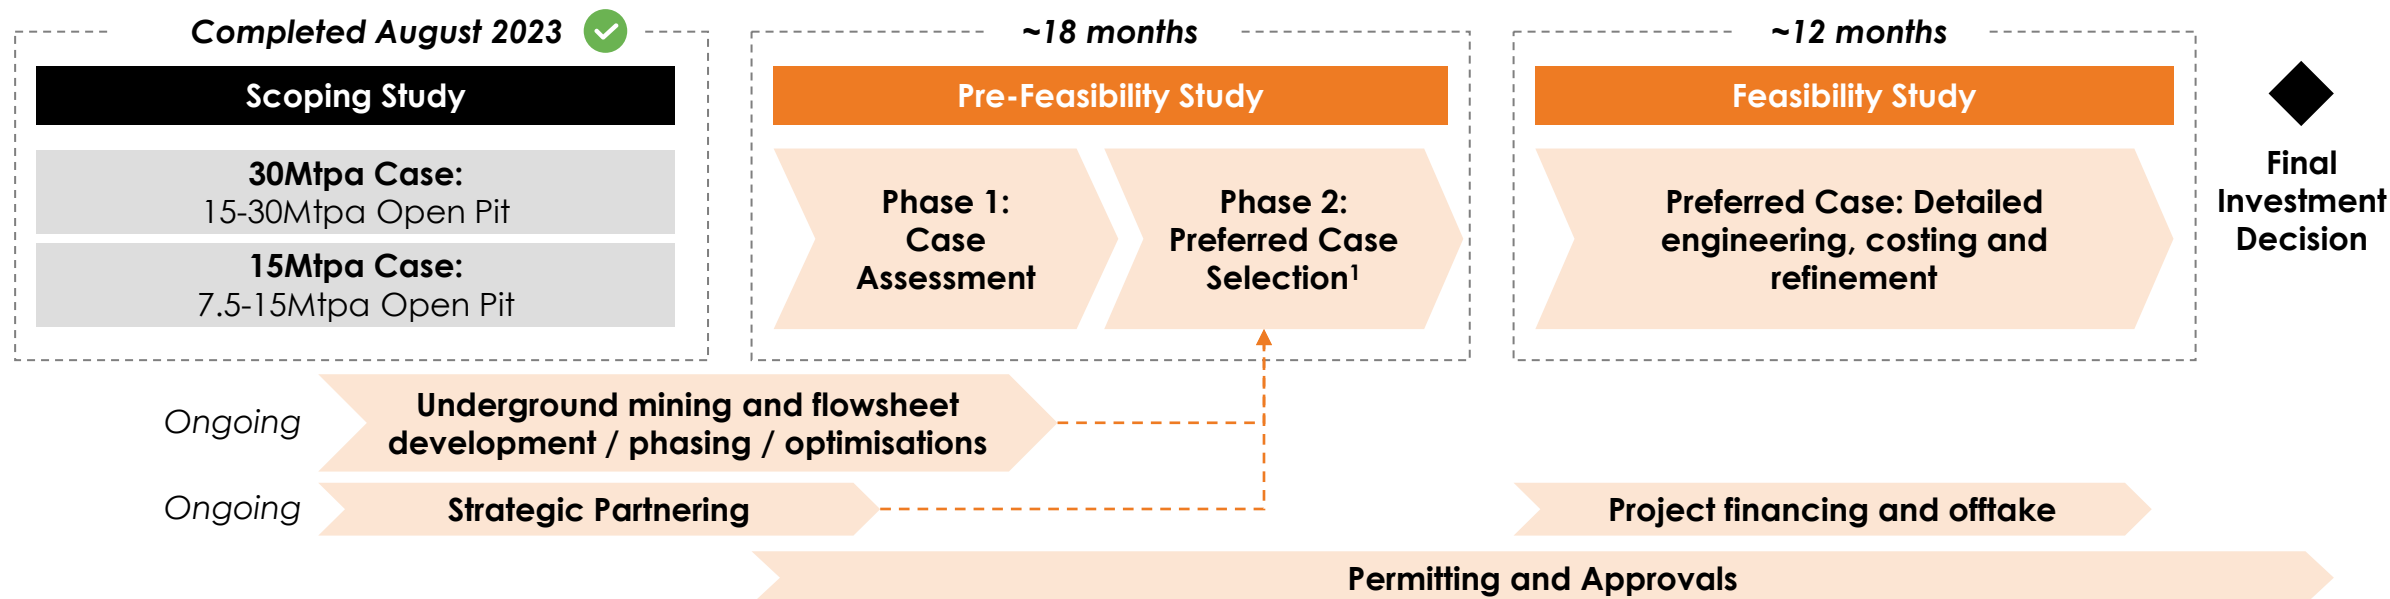 Completed August 2023
Scoping Study
30Mtpa Case:
15-30Mtpa Open Pit
15Mtpa Case:
7.5-15Mtpa Open Pit
~18 months
Pre-Feasibility Study
Phase 1:
Case
Assessment
Phase 2:
Preferred Case
Selection¹
~12 months
Feasibility Study
Preferred Case: Detailed
engineering, costing and
refinement
Final
Investment
Decision
Ongoing
Underground mining and flowsheet
development / phasing / optimisations
Ongoing
Strategic Partnering
Project financing and offtake
Permitting and Approvals